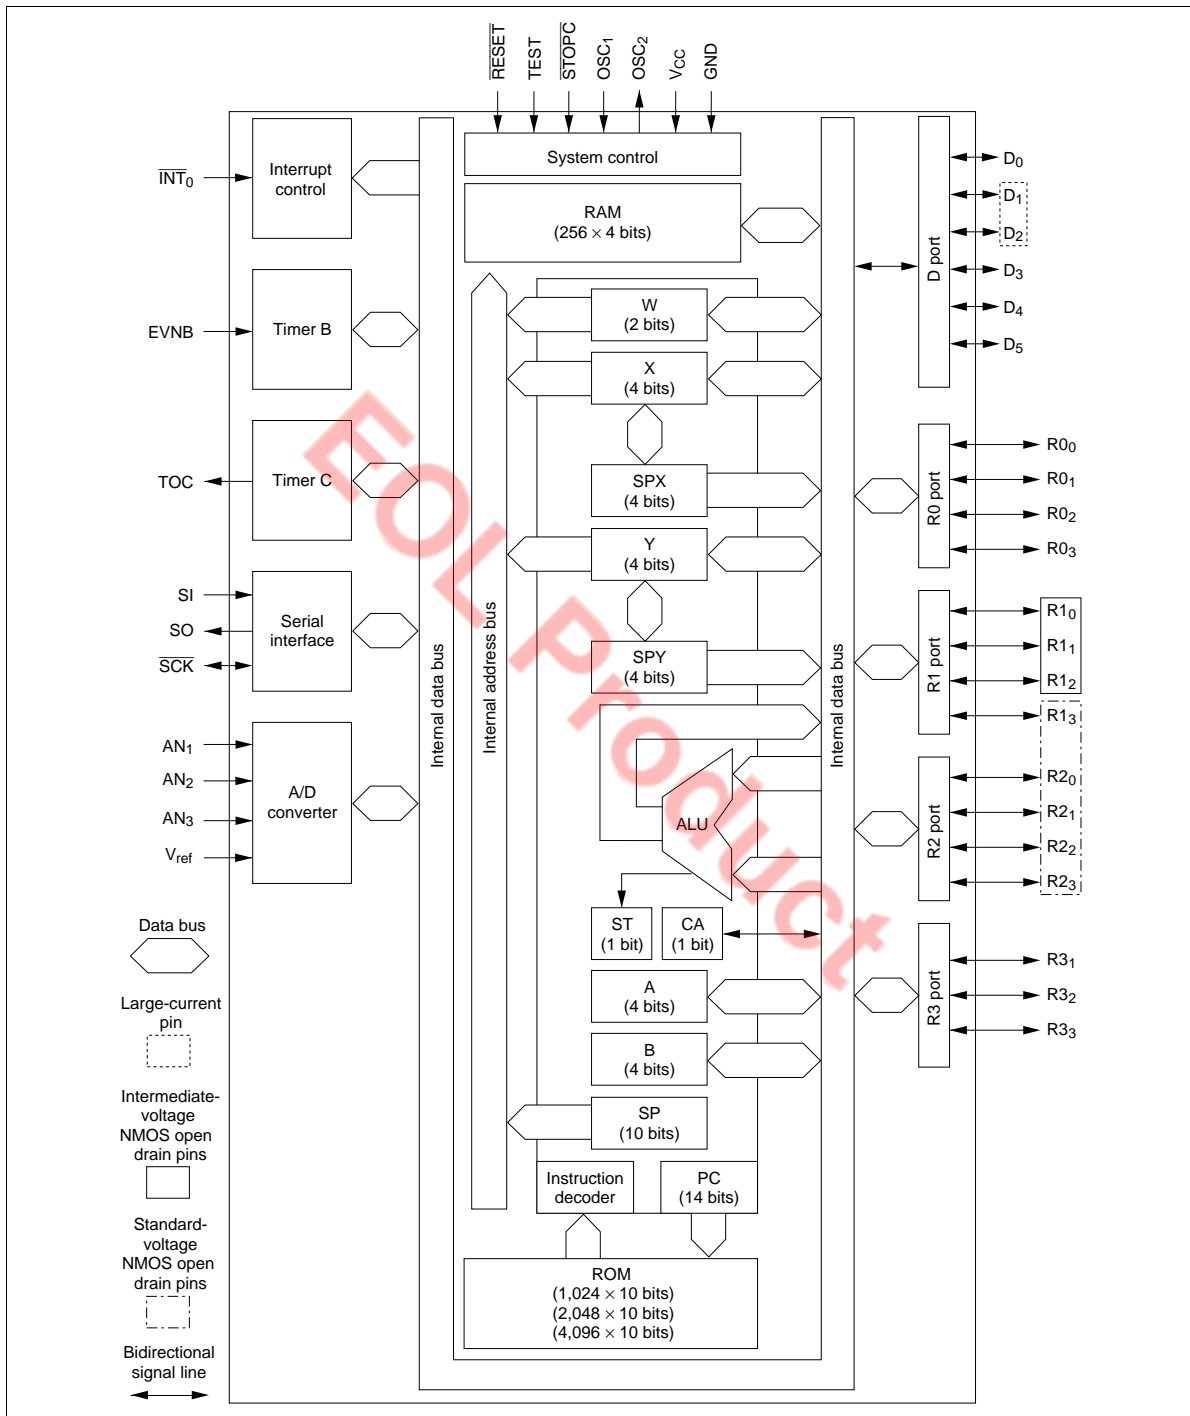 RESET
TEST
STOPC
OSC1
OSC2
VCC
GND
System control
RAM
(256 × 4 bits)
Interrupt
control
INT0
Timer B
EVNB
Timer C
TOC
Serial
interface
SI
SO
SCK
A/D
converter
AN1
AN2
AN3
Vref
Internal data bus
Internal address bus
W
(2 bits)
X
(4 bits)
SPX
(4 bits)
Y
(4 bits)
SPY
(4 bits)
ALU
ST
(1 bit)
CA
(1 bit)
A
(4 bits)
B
(4 bits)
SP
(10 bits)
Instruction
decoder
PC
(14 bits)
ROM
(1,024 × 10 bits)
(2,048 × 10 bits)
(4,096 × 10 bits)
Internal data bus
D port
D0
D1
D2
D3
D4
D5
R0 port
R00
R01
R02
R03
R1 port
R10
R11
R12
R13
R2 port
R20
R21
R22
R23
R3 port
R31
R32
R33
Data bus
Large-current
pin
Intermediate-
voltage
NMOS open
drain pins
Standard-
voltage
NMOS open
drain pins
Bidirectional
signal line
EOL Product